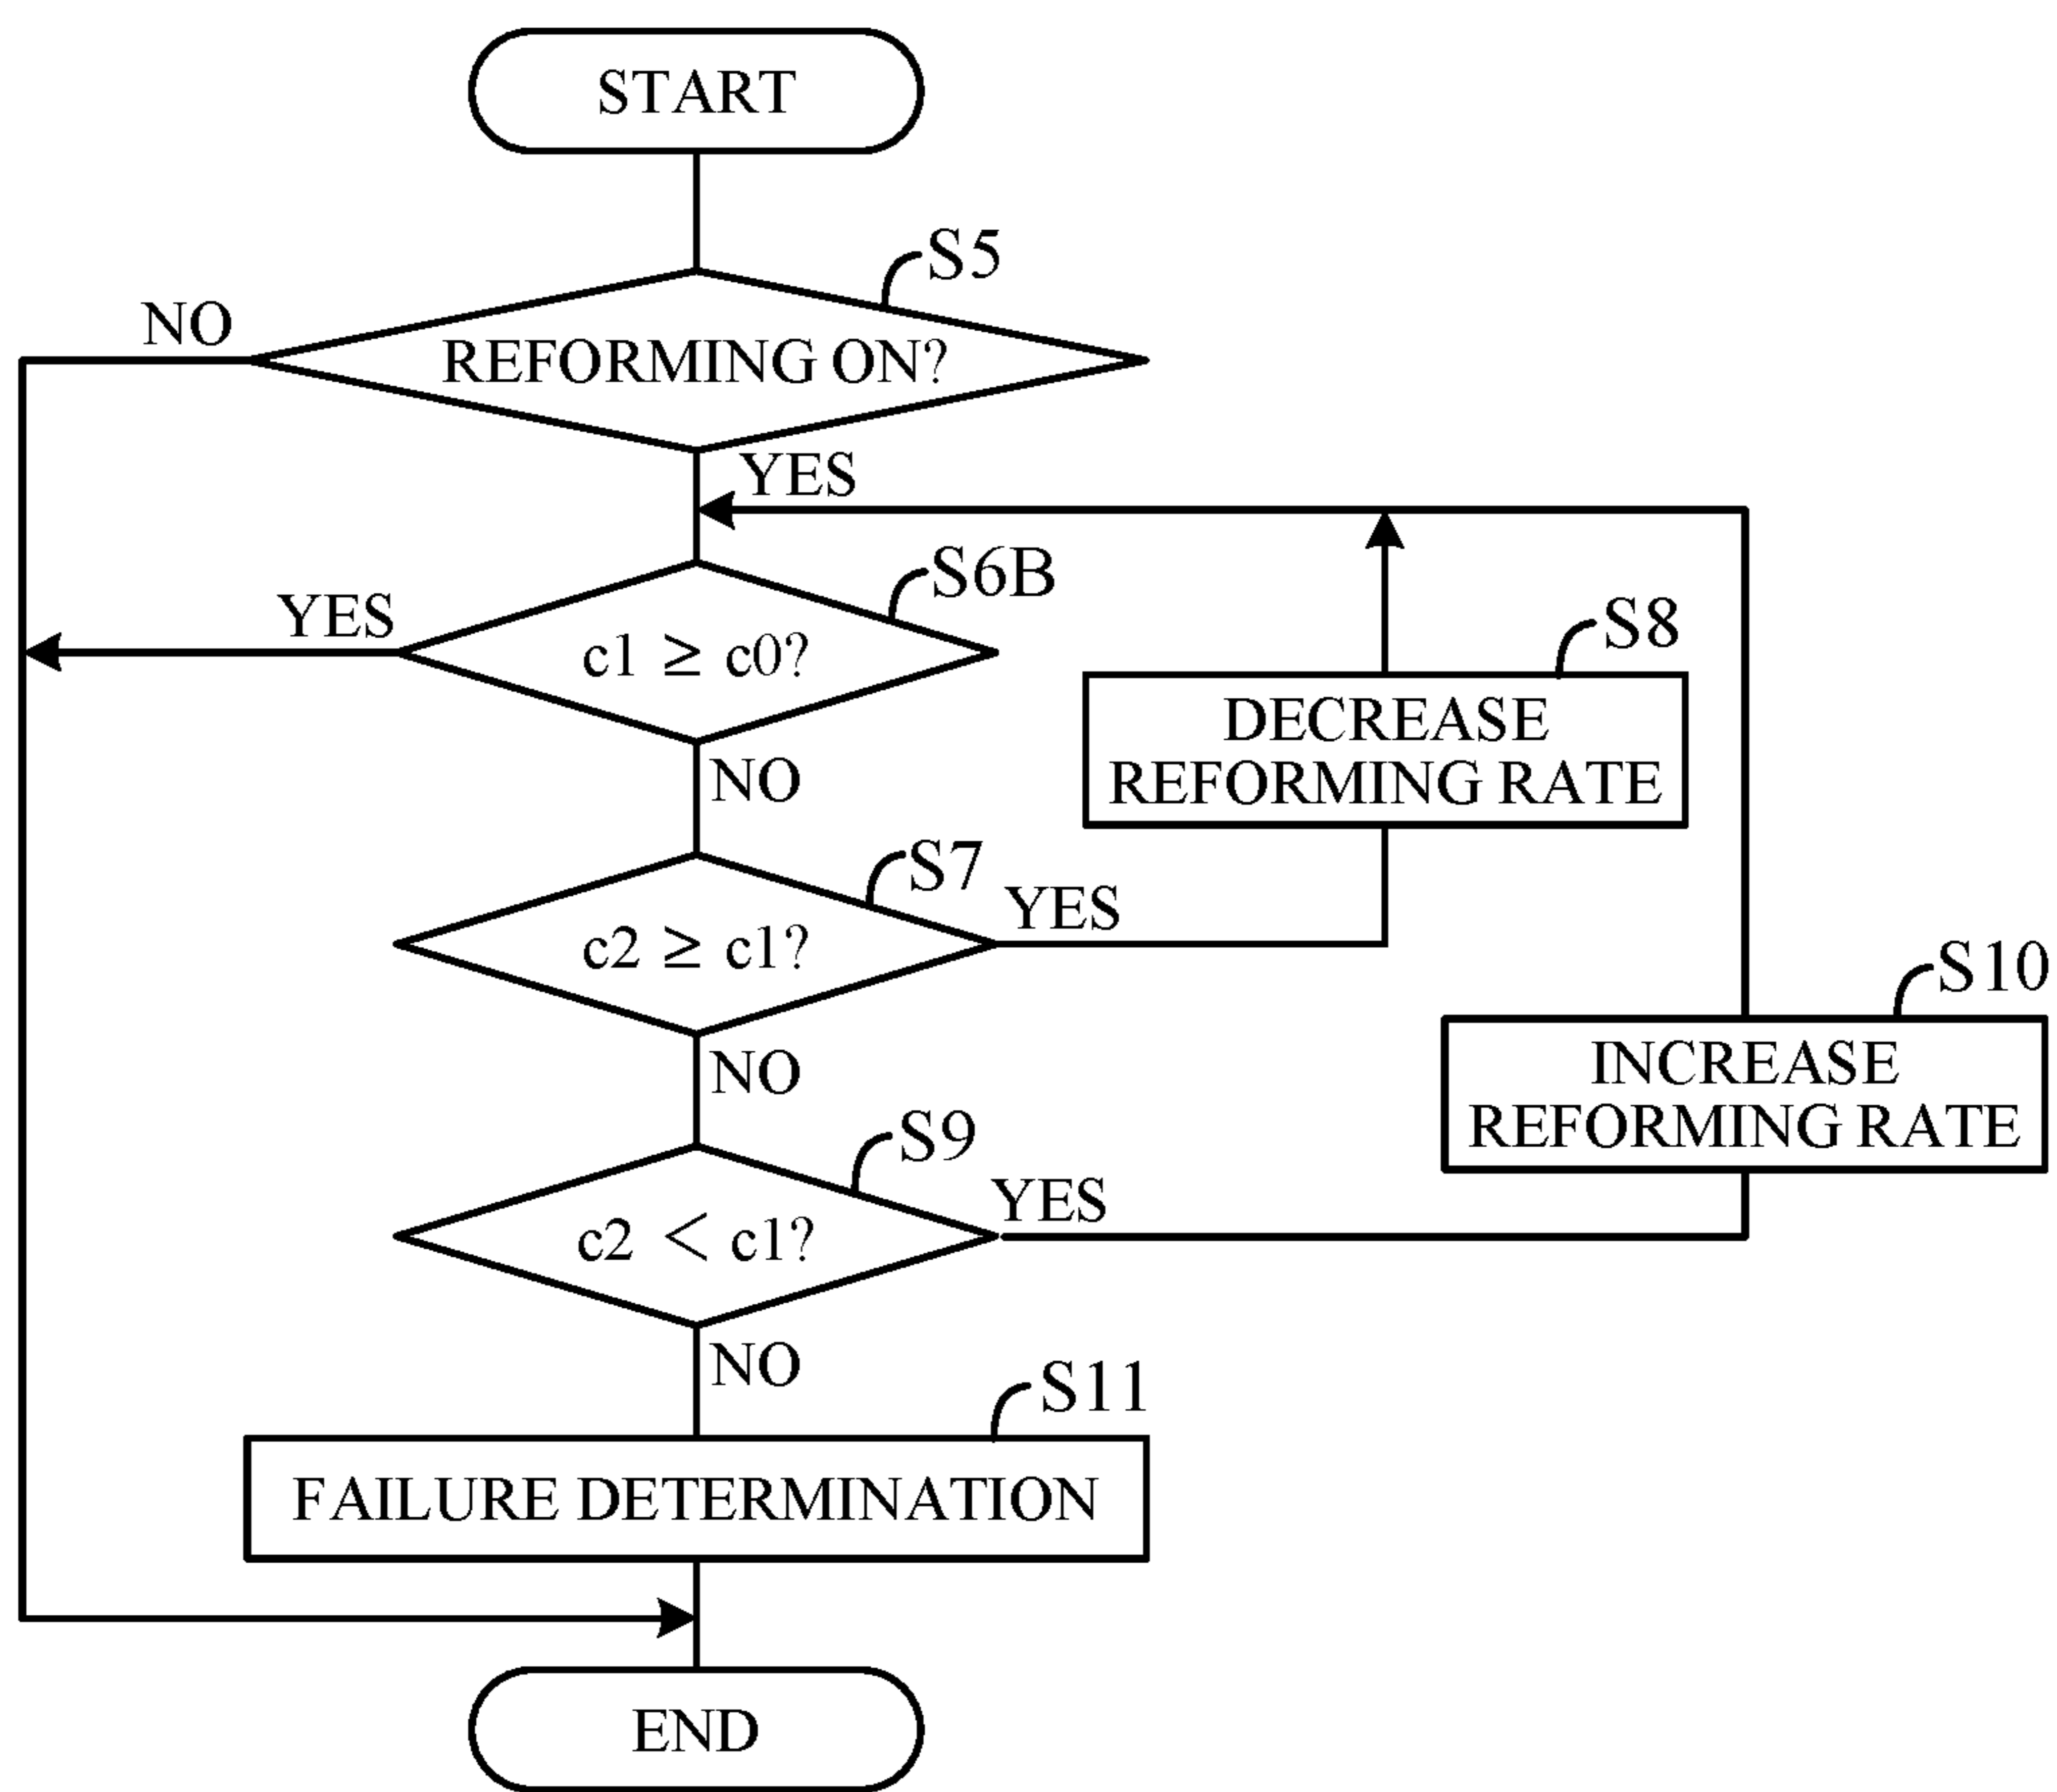 START
S5
NO
REFORMING ON?
YES
S6B
YES
c1 ≥ c0?
S8
DECREASE
REFORMING RATE
NO
S7
YES
c2 ≥ c1?
S10
INCREASE
REFORMING RATE
NO
S9
YES
c2 < c1?
NO
S11
FAILURE DETERMINATION
END